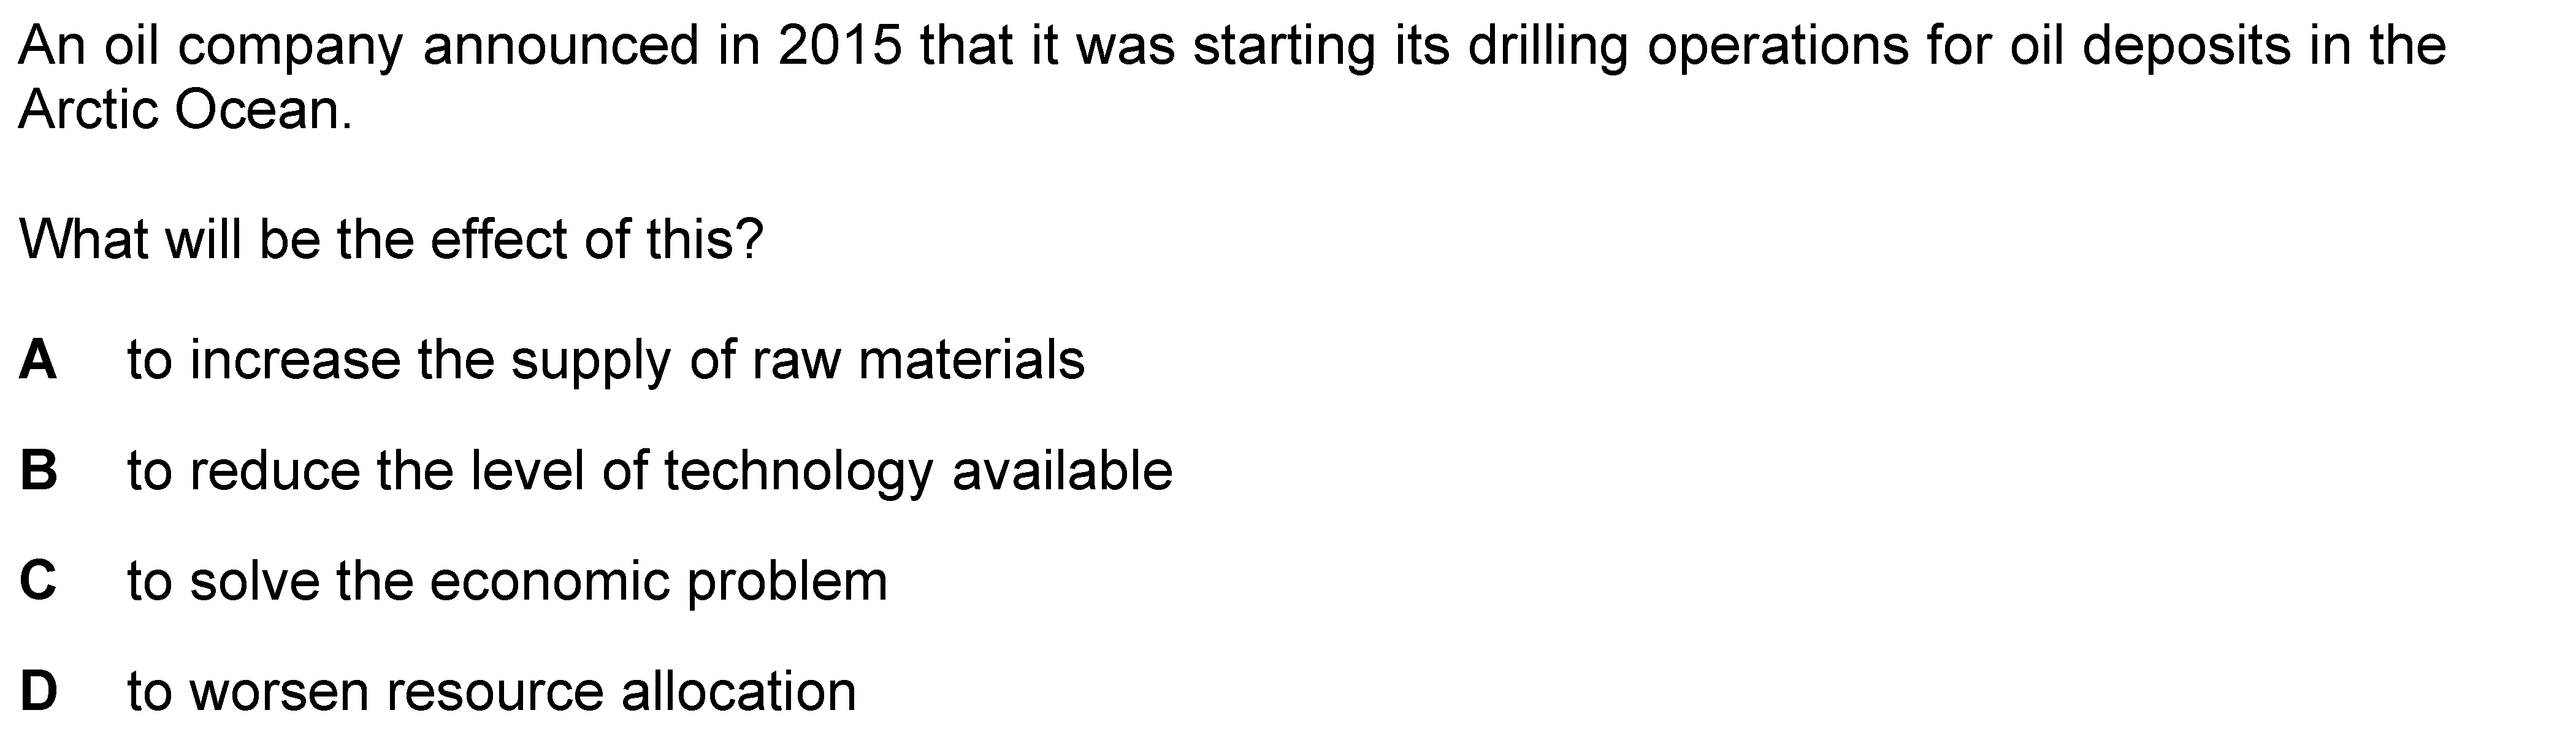 An oil company announced in 2015 that it was starting its drilling operations for oil deposits in the
Arctic Ocean.
What will be the effect of this?
A to increase the supply of raw materials
B to reduce the level of technology available
C to solve the economic problem
D to worsen resource allocation